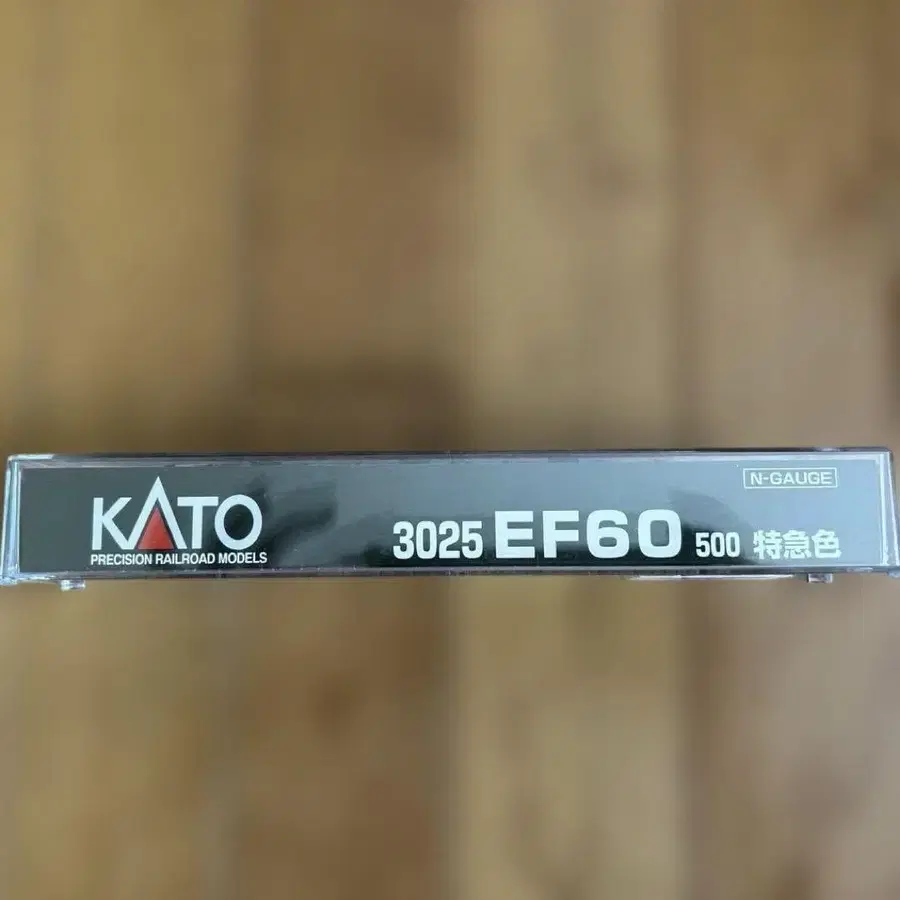 N-GAUGE
KATO
PRECISION RAILROAD MODELS
3025 EF60 500 特急色